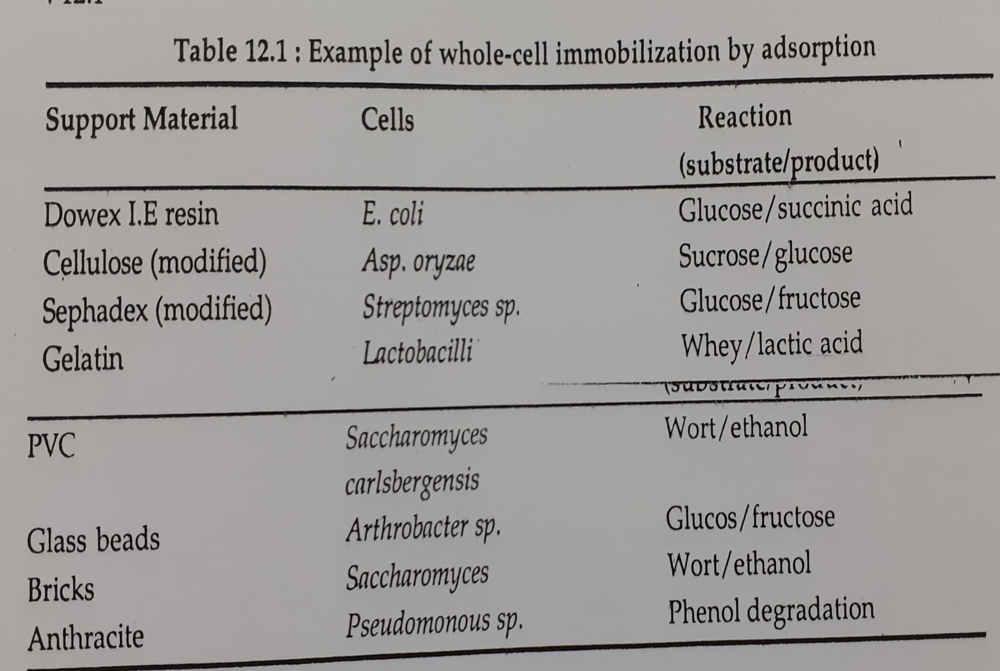 Table 12.1 : Example of whole-cell immobilization by adsorption
Support Material Cells Reaction
(substrate/product)
Dowex I.E resin E. coli Glucose/succinic acid
Cellulose (modified) Asp. oryzae Sucrose/glucose
Sephadex (modified) Streptomyces sp. Glucose/fructose
Gelatin Lactobacilli Whey/lactic acid
PVC Saccharomyces Wort/ethanol
carlsbergensis
Glass beads Arthrobacter sp. Glucos/fructose
Bricks Saccharomyces Wort/ethanol
Anthracite Pseudomonous sp. Phenol degradation